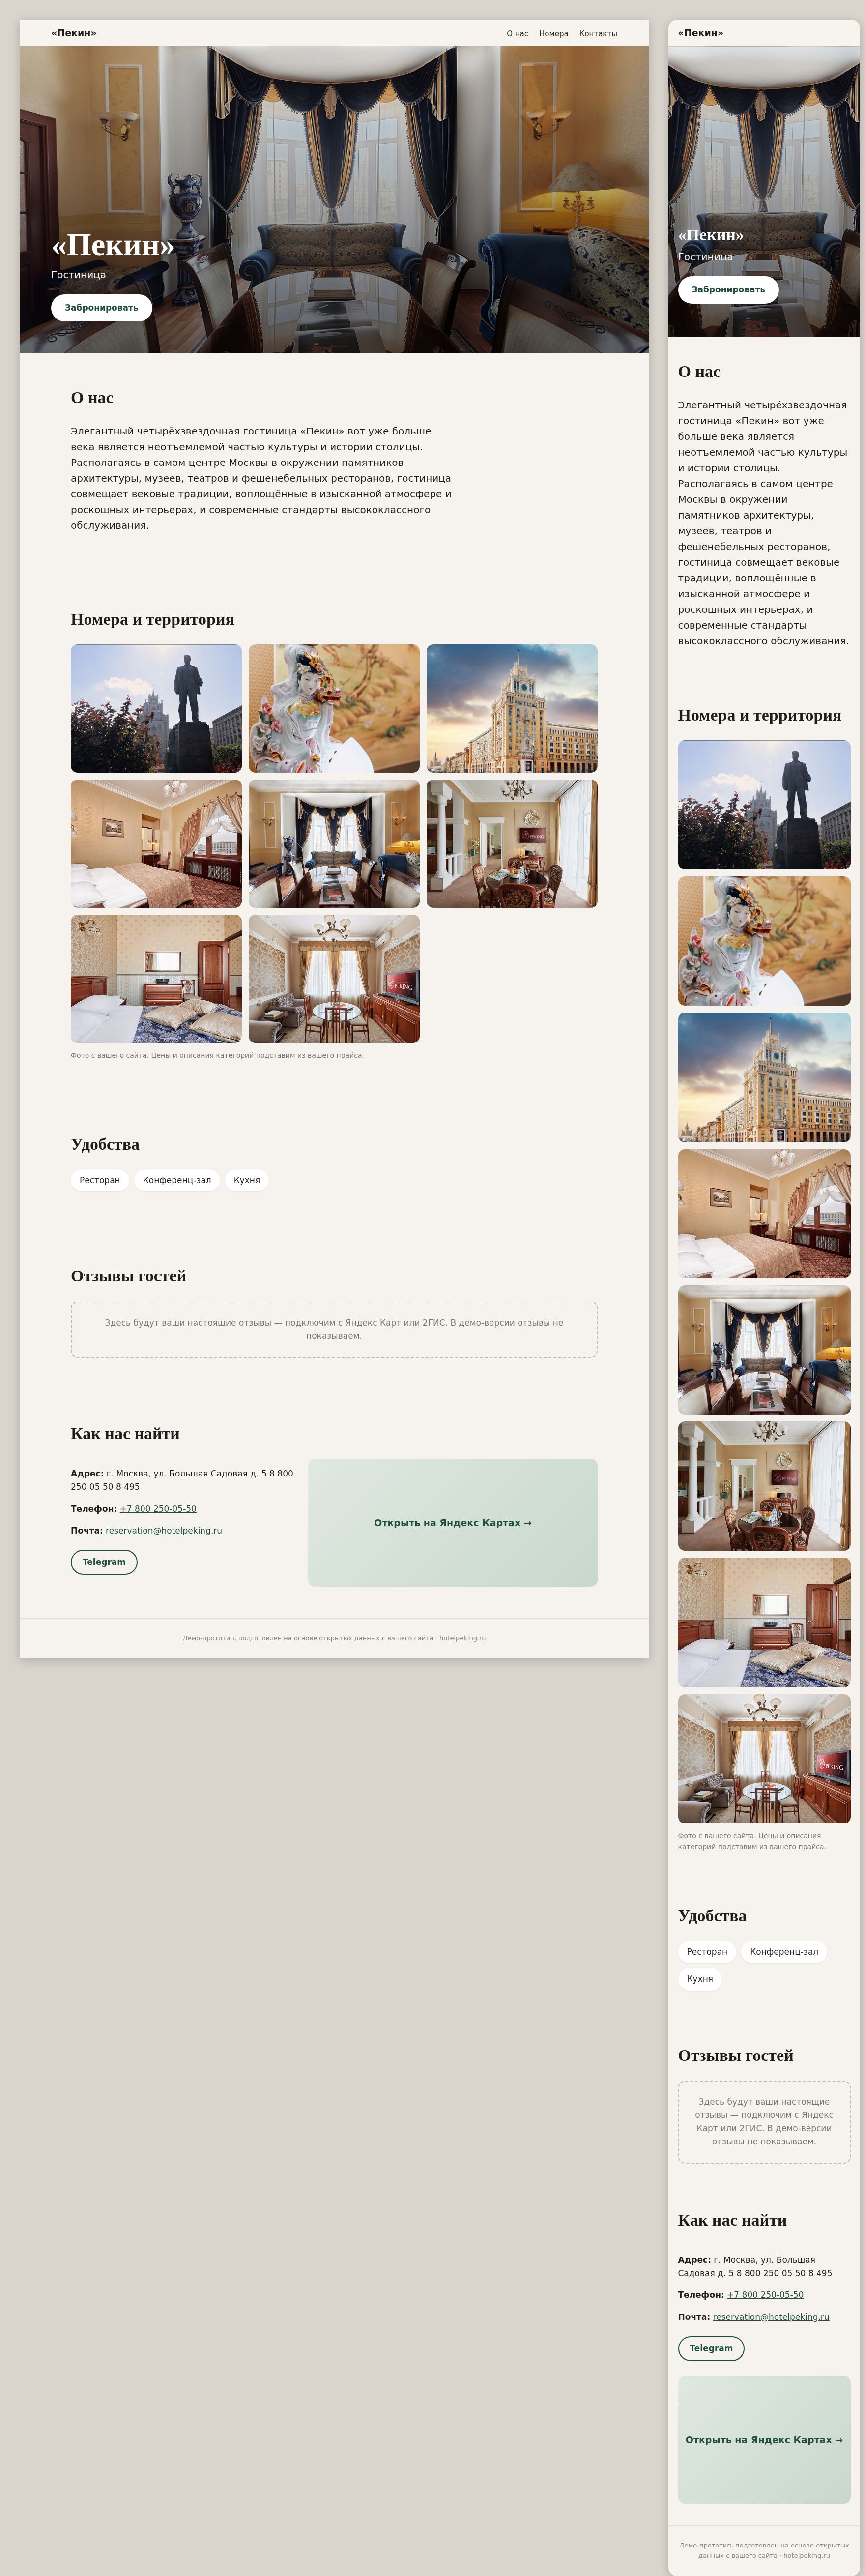 «Пекин»
О нас Номера Контакты
«Пекин»
Гостиница
Забронировать
О нас
Элегантный четырёхзвездочная гостиница «Пекин» вот уже больше
века является неотъемлемой частью культуры и истории столицы.
Располагаясь в самом центре Москвы в окружении памятников
архитектуры, музеев, театров и фешенебельных ресторанов, гостиница
совмещает вековые традиции, воплощённые в изысканной атмосфере и
роскошных интерьерах, и современные стандарты высококлассного
обслуживания.
Номера и территория
PEKING
Фото с вашего сайта. Цены и описания категорий подставим из вашего прайса.
Удобства
Ресторан Конференц-зал Кухня
Отзывы гостей
Здесь будут ваши настоящие отзывы — подключим с Яндекс Карт или 2ГИС. В демо-версии отзывы не
показываем.
Как нас найти
Адрес: г. Москва, ул. Большая Садовая д. 5 8 800
250 05 50 8 495
Телефон: +7 800 250-05-50
Почта: reservation@hotelpeking.ru
Telegram
Открыть на Яндекс Картах →
Демо-прототип, подготовлен на основе открытых данных с вашего сайта · hotelpeking.ru
«Пекин»
«Пекин»
Гостиница
Забронировать
О нас
Элегантный четырёхзвездочная
гостиница «Пекин» вот уже
больше века является
неотъемлемой частью культуры
и истории столицы.
Располагаясь в самом центре
Москвы в окружении
памятников архитектуры,
музеев, театров и
фешенебельных ресторанов,
гостиница совмещает вековые
традиции, воплощённые в
изысканной атмосфере и
роскошных интерьерах, и
современные стандарты
высококлассного обслуживания.
Номера и территория
PEKING
Фото с вашего сайта. Цены и описания
категорий подставим из вашего прайса.
Удобства
Ресторан Конференц-зал
Кухня
Отзывы гостей
Здесь будут ваши настоящие
отзывы — подключим с Яндекс
Карт или 2ГИС. В демо-версии
отзывы не показываем.
Как нас найти
Адрес: г. Москва, ул. Большая
Садовая д. 5 8 800 250 05 50 8 495
Телефон: +7 800 250-05-50
Почта: reservation@hotelpeking.ru
Telegram
Открыть на Яндекс Картах →
Демо-прототип, подготовлен на основе открытых
данных с вашего сайта · hotelpeking.ru